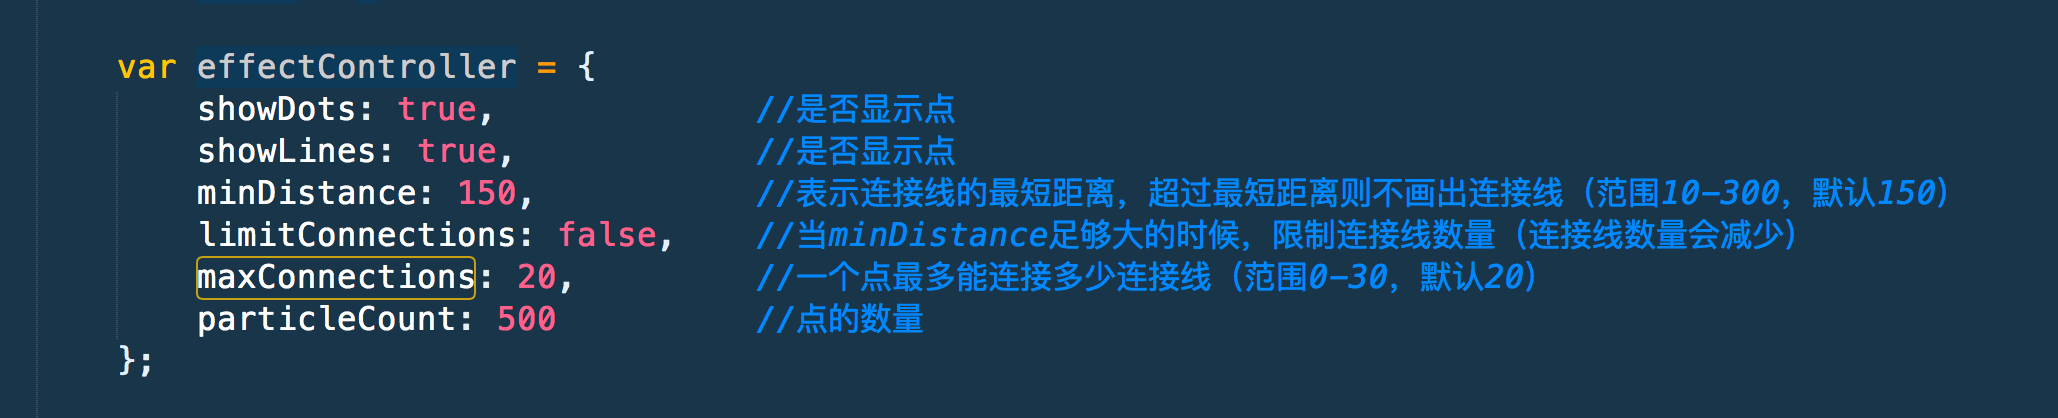 var effectController = {
showDots: true, //是否显示点
showLines: true, //是否显示点
minDistance: 150, //表示连接线的最短距离，超过最短距离则不画出连接线（范围10-300，默认150）
limitConnections: false, //当minDistance足够大的时候，限制连接线数量（连接线数量会减少）
maxConnections: 20, //一个点最多能连接多少连接线（范围0-30，默认20）
particleCount: 500 //点的数量
};